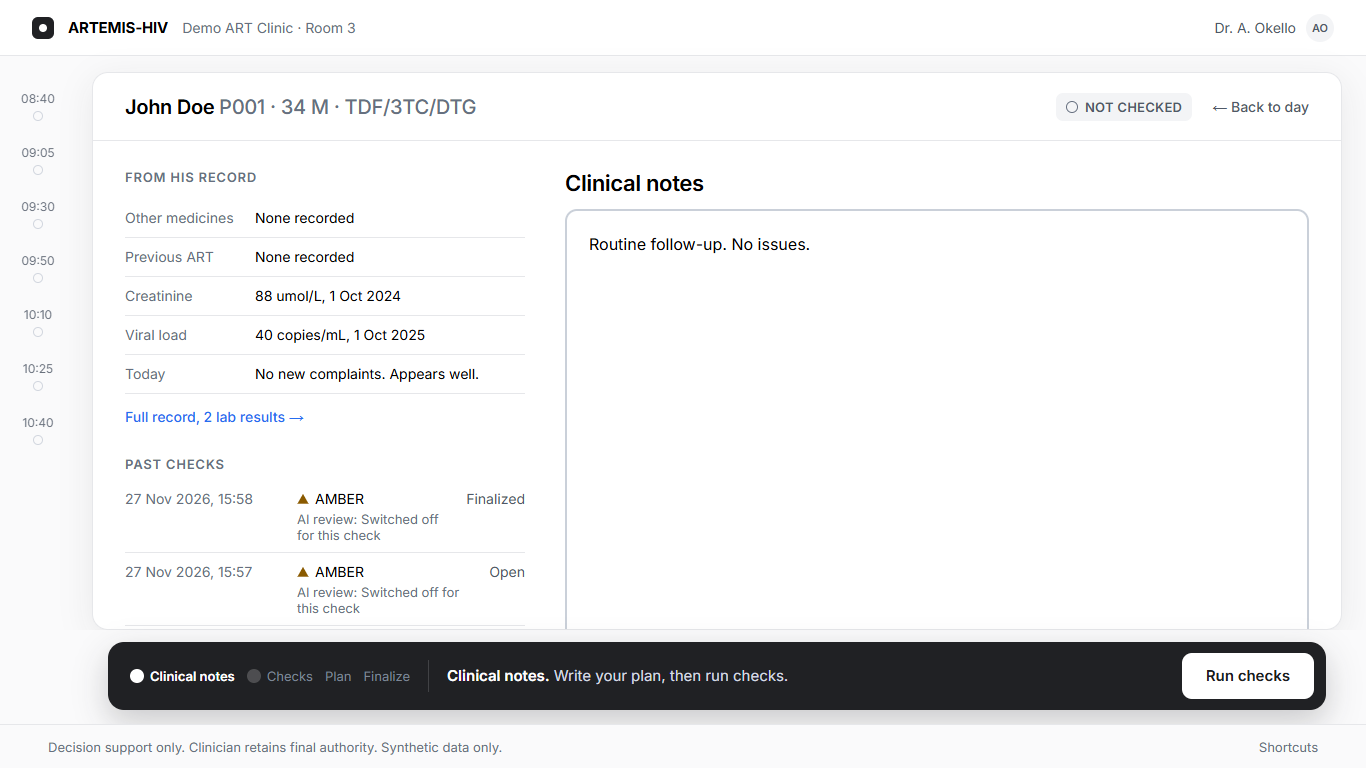 ARTEMIS-HIV Demo ART Clinic · Room 3
Dr. A. Okello AO
08:40
09:05
09:30
09:50
10:10
10:25
10:40
John Doe P001 · 34 M · TDF/3TC/DTG
NOT CHECKED
← Back to day
FROM HIS RECORD
Other medicines None recorded
Previous ART None recorded
Creatinine 88 umol/L, 1 Oct 2024
Viral load 40 copies/mL, 1 Oct 2025
Today No new complaints. Appears well.
Full record, 2 lab results →
PAST CHECKS
27 Nov 2026, 15:58 ▲ AMBER Finalized
AI review: Switched off
for this check
27 Nov 2026, 15:57 ▲ AMBER Open
AI review: Switched off for
this check
Clinical notes
Routine follow-up. No issues.
Clinical notes Checks Plan Finalize
Clinical notes. Write your plan, then run checks.
Run checks
Decision support only. Clinician retains final authority. Synthetic data only.
Shortcuts